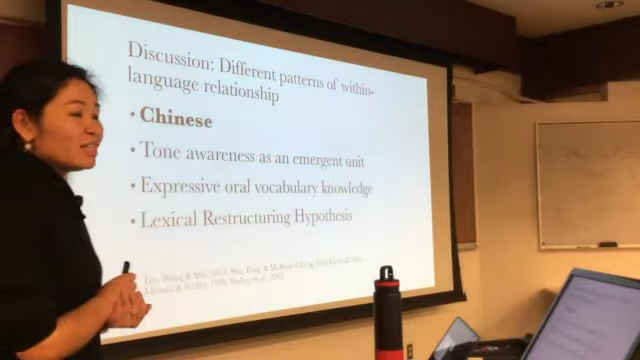 Discussion: Different patterns of within-
language relationship
• Chinese
• Tone awareness as an emergent unit
• Expressive oral vocabulary knowledge
• Lexical Restructuring Hypothesis